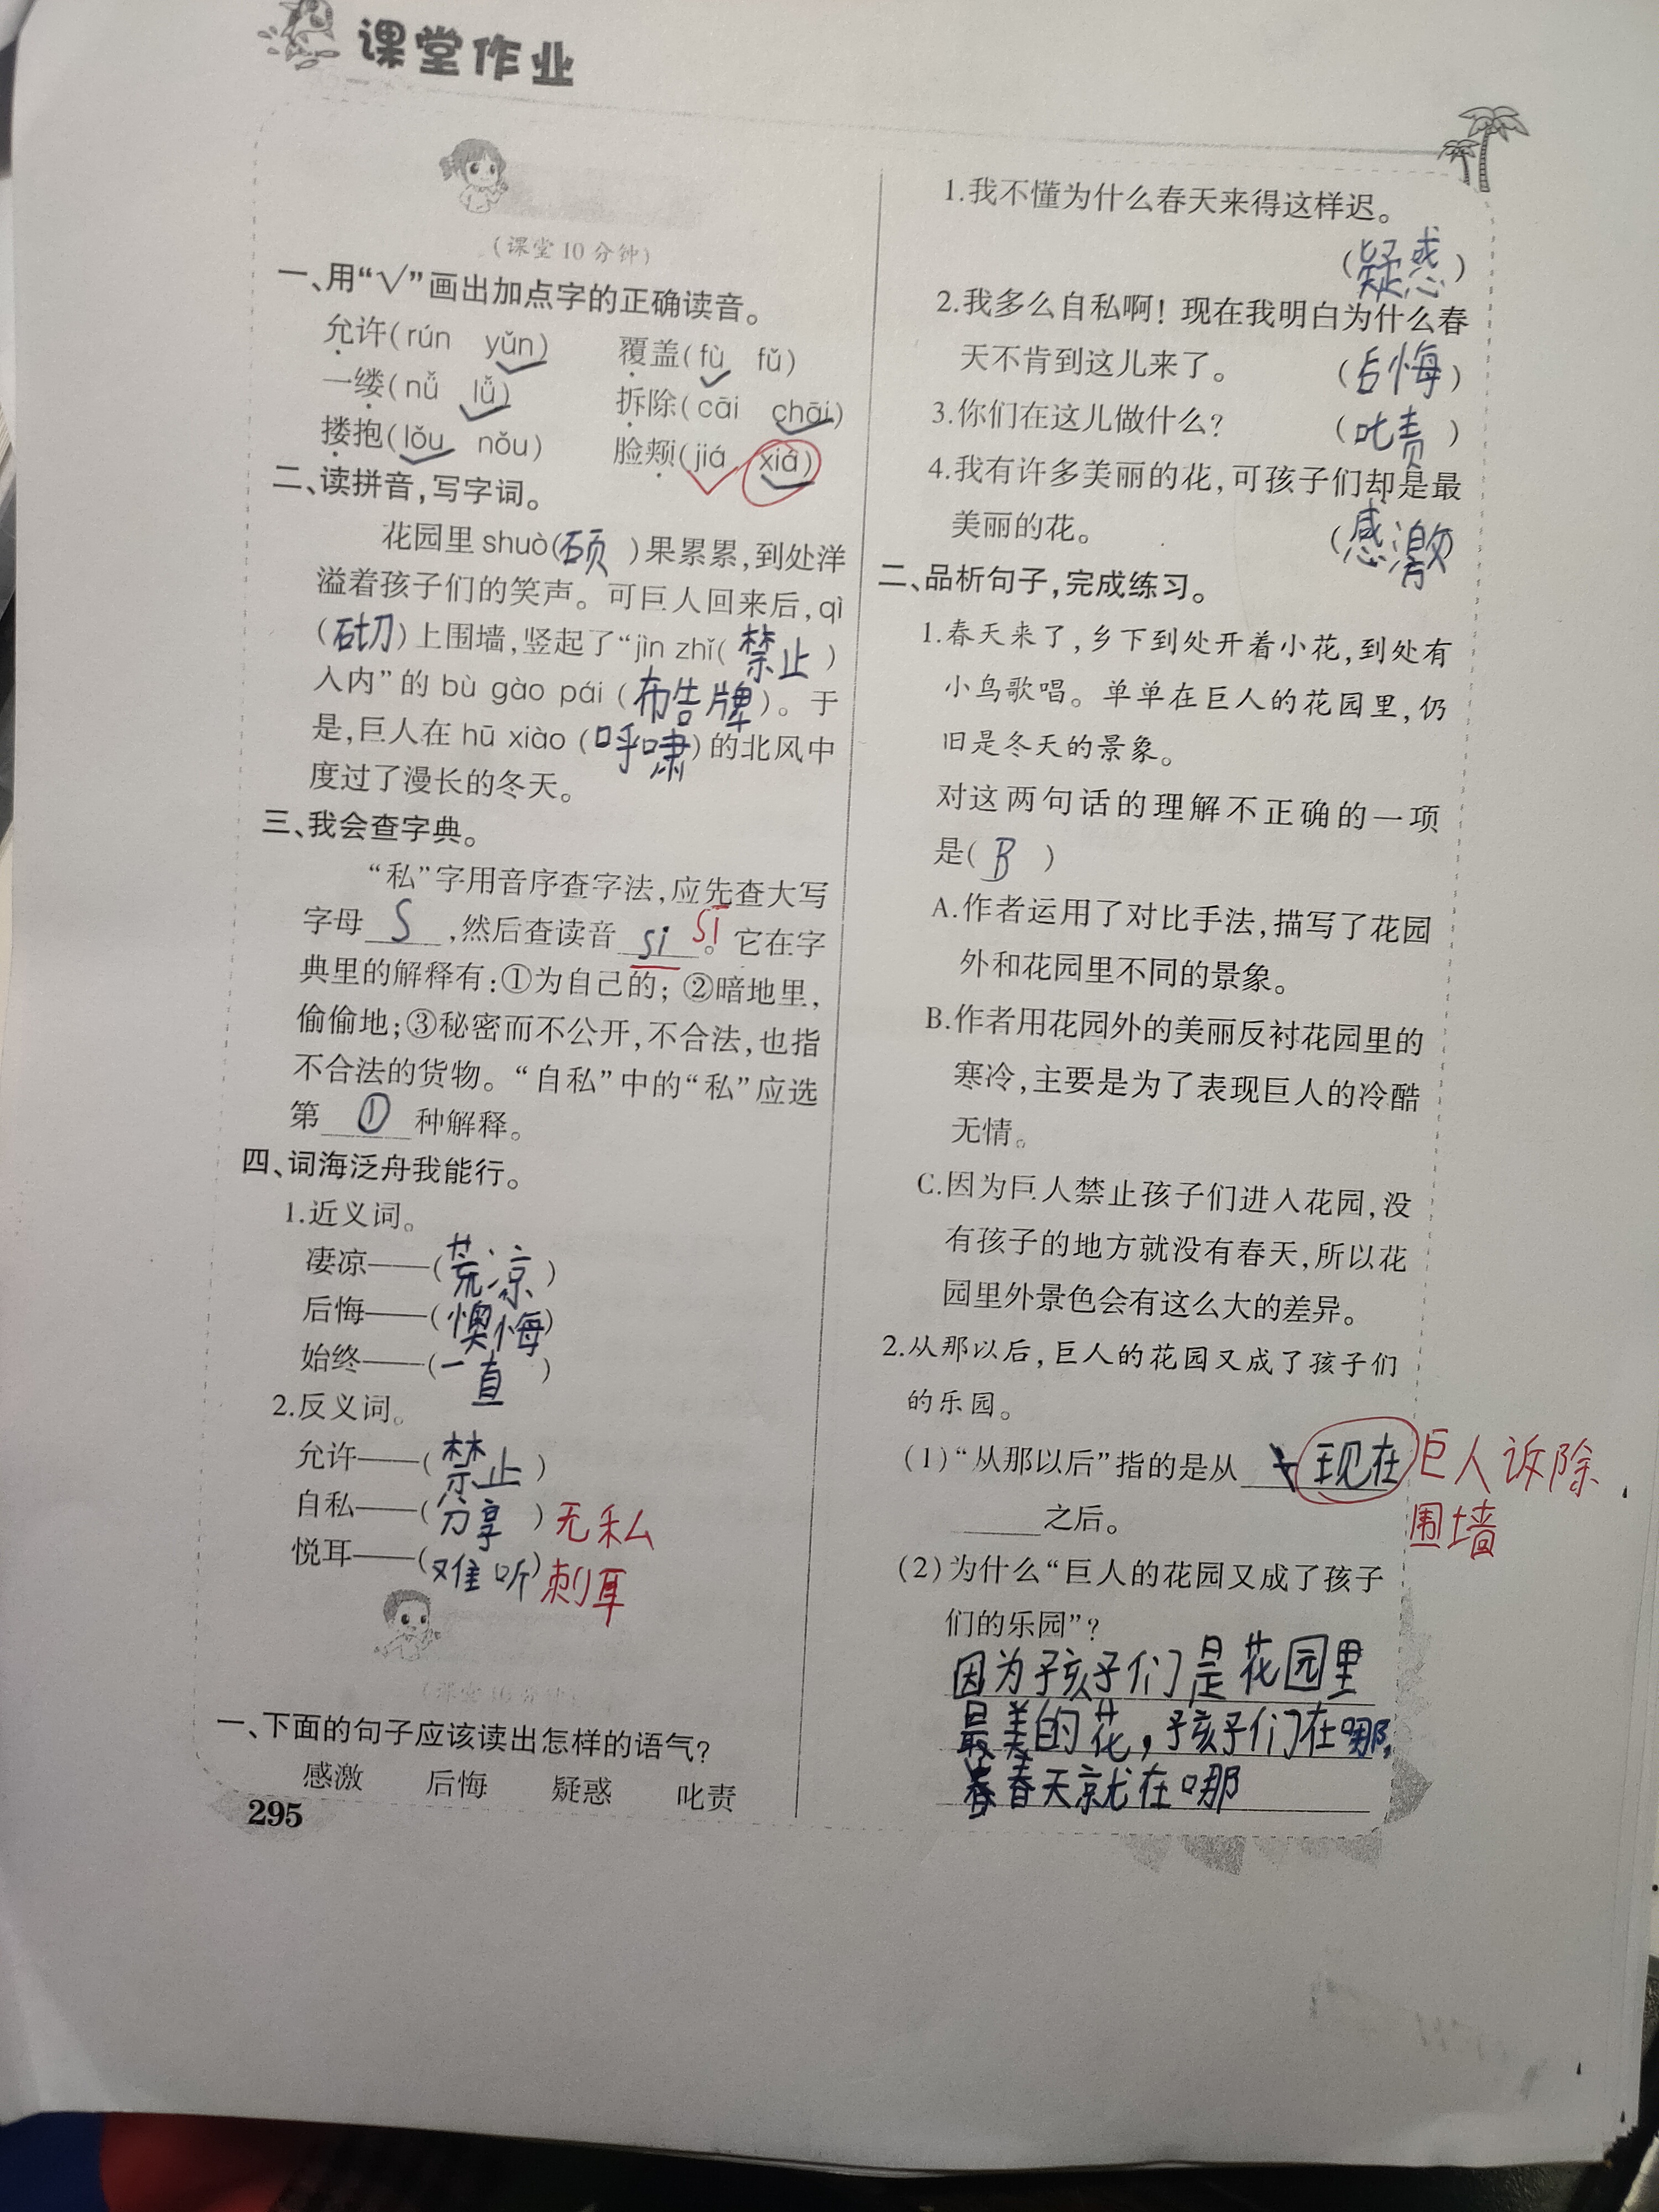 课堂作业
(课堂10分钟)
一、用“√”画出加点字的正确读音。
允许(rún yǔn) 覆盖(fù fǔ)
一缕(nǚ lǚ) 拆除(cāi chāi)
搂抱(lǒu nǒu) 脸颊(jiá xiá)
二、读拼音,写字词。
花园里 shuò(硕)果累累,到处洋
溢着孩子们的笑声。可巨人回来后,qì
(砌)上围墙,竖起了“jìn zhǐ(禁止)
入内”的 bù gào pái (布告牌)。于
是,巨人在 hū xiào (呼啸)的北风中
度过了漫长的冬天。
三、我会查字典。
“私”字用音序查字法,应先查大写
字母 S ,然后查读音 si sī 。它在字
典里的解释有:①为自己的;②暗地里,
偷偷地;③秘密而不公开,不合法,也指
不合法的货物。“自私”中的“私”应选
第 ① 种解释。
四、词海泛舟我能行。
1.近义词。
凄凉——(荒凉)
后悔——(懊悔)
始终——(一直)
2.反义词。
允许——(禁止)
自私——(分享)无私
悦耳——(难听)刺耳
(课堂10分钟)
一、下面的句子应该读出怎样的语气?
感激 后悔 疑惑 叱责
295
1.我不懂为什么春天来得这样迟。
(疑惑)
2.我多么自私啊!现在我明白为什么春
天不肯到这儿来了。 (后悔)
3.你们在这儿做什么? (叱责)
4.我有许多美丽的花,可孩子们却是最
美丽的花。 (感激)
二、品析句子,完成练习。
1.春天来了,乡下到处开着小花,到处有
小鸟歌唱。单单在巨人的花园里,仍
旧是冬天的景象。
对这两句话的理解不正确的一项
是( B )
A.作者运用了对比手法,描写了花园
外和花园里不同的景象。
B.作者用花园外的美丽反衬花园里的
寒冷,主要是为了表现巨人的冷酷
无情。
C.因为巨人禁止孩子们进入花园,没
有孩子的地方就没有春天,所以花
园里外景色会有这么大的差异。
2.从那以后,巨人的花园又成了孩子们
的乐园。
(1)“从那以后”指的是从 现在 巨人诉除
之后。 围墙
(2)为什么“巨人的花园又成了孩子
们的乐园”?
因为孩子们是花园里
最美的花,孩子们在哪,
春天就在哪